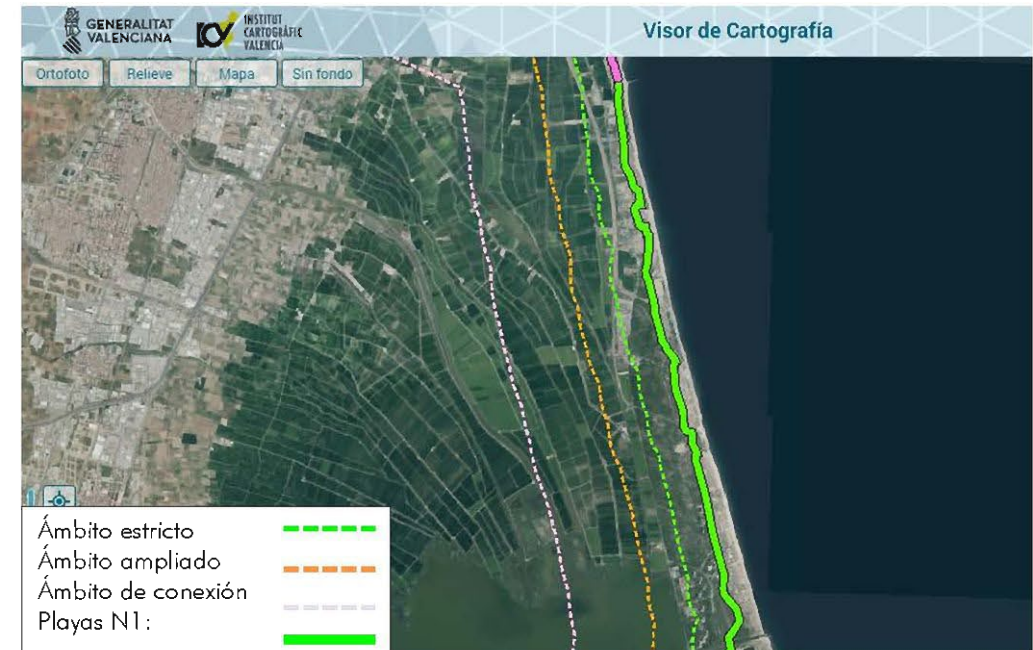 GENERALITAT
VALENCIANA
INSTITUT
CARTOGRÀFIC
VALENCIÀ
Visor de Cartografía
Ortofoto
Relieve
Mapa
Sin fondo
Ámbito estricto
Ámbito ampliado
Ámbito de conexión
Playas N1: